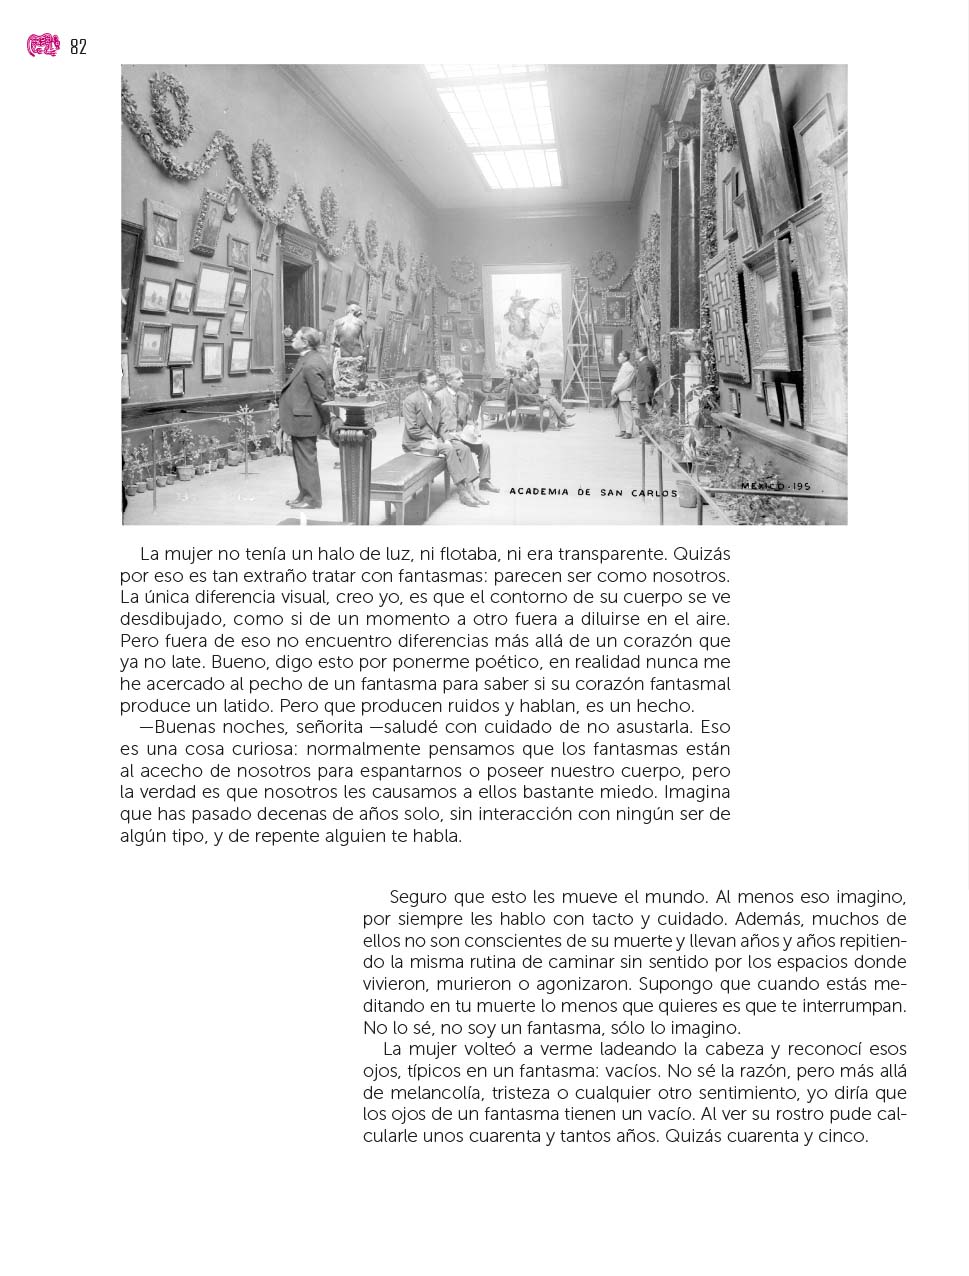 82
ACADEMIA DE SAN CARLOS
MEXICO-195
La mujer no tenía un halo de luz, ni flotaba, ni era transparente. Quizás
por eso es tan extraño tratar con fantasmas: parecen ser como nosotros.
La única diferencia visual, creo yo, es que el contorno de su cuerpo se ve
desdibujado, como si de un momento a otro fuera a diluirse en el aire.
Pero fuera de eso no encuentro diferencias más allá de un corazón que
ya no late. Bueno, digo esto por ponerme poético, en realidad nunca me
he acercado al pecho de un fantasma para saber si su corazón fantasmal
produce un latido. Pero que producen ruidos y hablan, es un hecho.
—Buenas noches, señorita —saludé con cuidado de no asustarla. Eso
es una cosa curiosa: normalmente pensamos que los fantasmas están
al acecho de nosotros para espantarnos o poseer nuestro cuerpo, pero
la verdad es que nosotros les causamos a ellos bastante miedo. Imagina
que has pasado decenas de años solo, sin interacción con ningún ser de
algún tipo, y de repente alguien te habla.
Seguro que esto les mueve el mundo. Al menos eso imagino,
por siempre les hablo con tacto y cuidado. Además, muchos de
ellos no son conscientes de su muerte y llevan años y años repitien-
do la misma rutina de caminar sin sentido por los espacios donde
vivieron, murieron o agonizaron. Supongo que cuando estás me-
ditando en tu muerte lo menos que quieres es que te interrumpan.
No lo sé, no soy un fantasma, sólo lo imagino.
La mujer volteó a verme ladeando la cabeza y reconocí esos
ojos, típicos en un fantasma: vacíos. No sé la razón, pero más allá
de melancolía, tristeza o cualquier otro sentimiento, yo diría que
los ojos de un fantasma tienen un vacío. Al ver su rostro pude cal-
cularle unos cuarenta y tantos años. Quizás cuarenta y cinco.